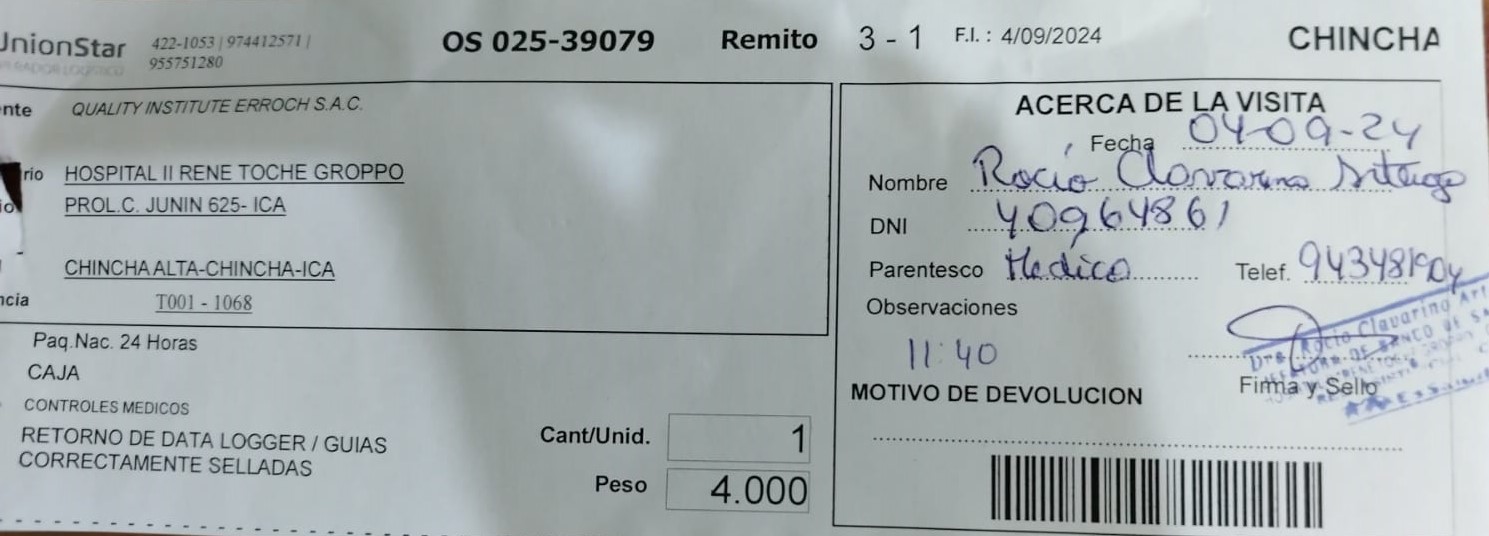 UnionStar 422-1053 | 974412571 |
955751280
OS 025-39079 Remito 3 - 1 F.I. : 4/09/2024 CHINCHA
nte QUALITY INSTITUTE ERROCH S.A.C.
rio HOSPITAL II RENE TOCHE GROPPO
PROL.C. JUNIN 625- ICA
CHINCHA ALTA-CHINCHA-ICA
ncia T001 - 1068
Paq.Nac. 24 Horas
CAJA
CONTROLES MEDICOS
RETORNO DE DATA LOGGER / GUIAS
CORRECTAMENTE SELLADAS
Cant/Unid. 1
Peso 4.000
ACERCA DE LA VISITA
Fecha 04-09-24
Nombre Rocío Clavarino
DNI 40964861
Parentesco Medico Telef.
Observaciones
11:40
Dra. Rocio Clavarino
Firma y Sello
MOTIVO DE DEVOLUCION